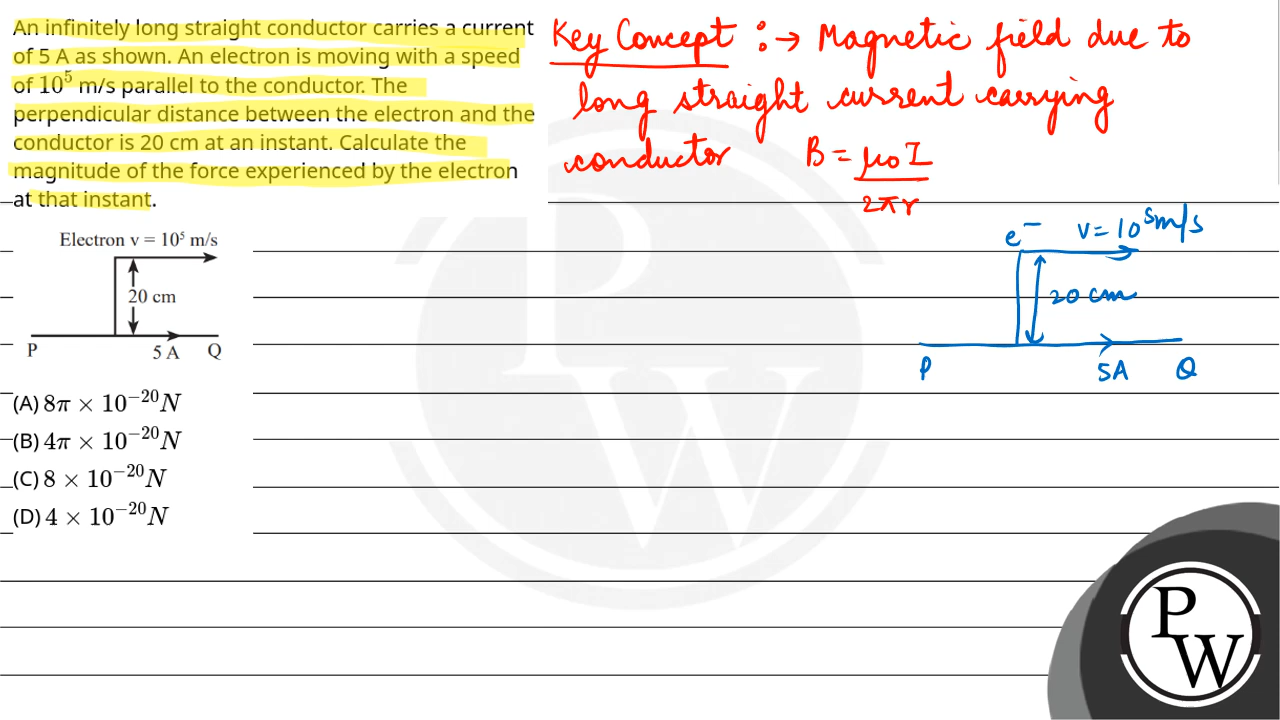 An infinitely long straight conductor carries a current
of 5 A as shown. An electron is moving with a speed
of 10⁵ m/s parallel to the conductor. The
perpendicular distance between the electron and the
conductor is 20 cm at an instant. Calculate the
magnitude of the force experienced by the electron
at that instant.
Electron v = 10⁵ m/s
20 cm
P 5 A Q
(A) 8π × 10⁻²⁰N
(B) 4π × 10⁻²⁰N
(C) 8 × 10⁻²⁰N
(D) 4 × 10⁻²⁰N
Key Concept :→ Magnetic field due to
long straight current carrying
conductor B = μ₀I / 2πr
e⁻ v = 10⁵m/s
20 cm
P 5A Q
P
W